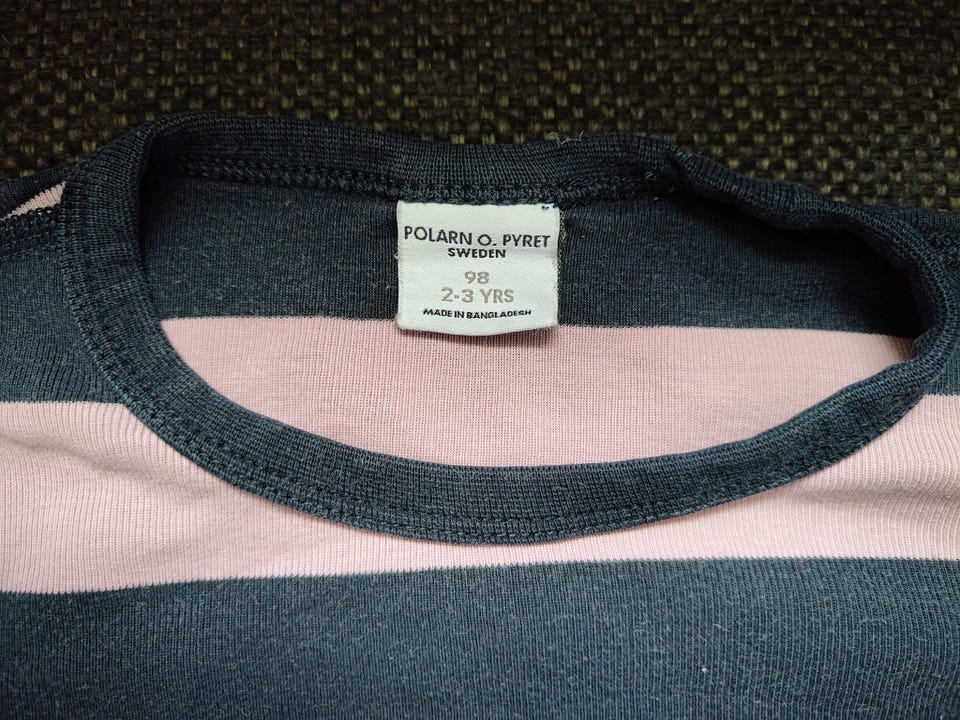 POLARN O. PYRET
SWEDEN
98
2-3 YRS
MADE IN BANGLADESH